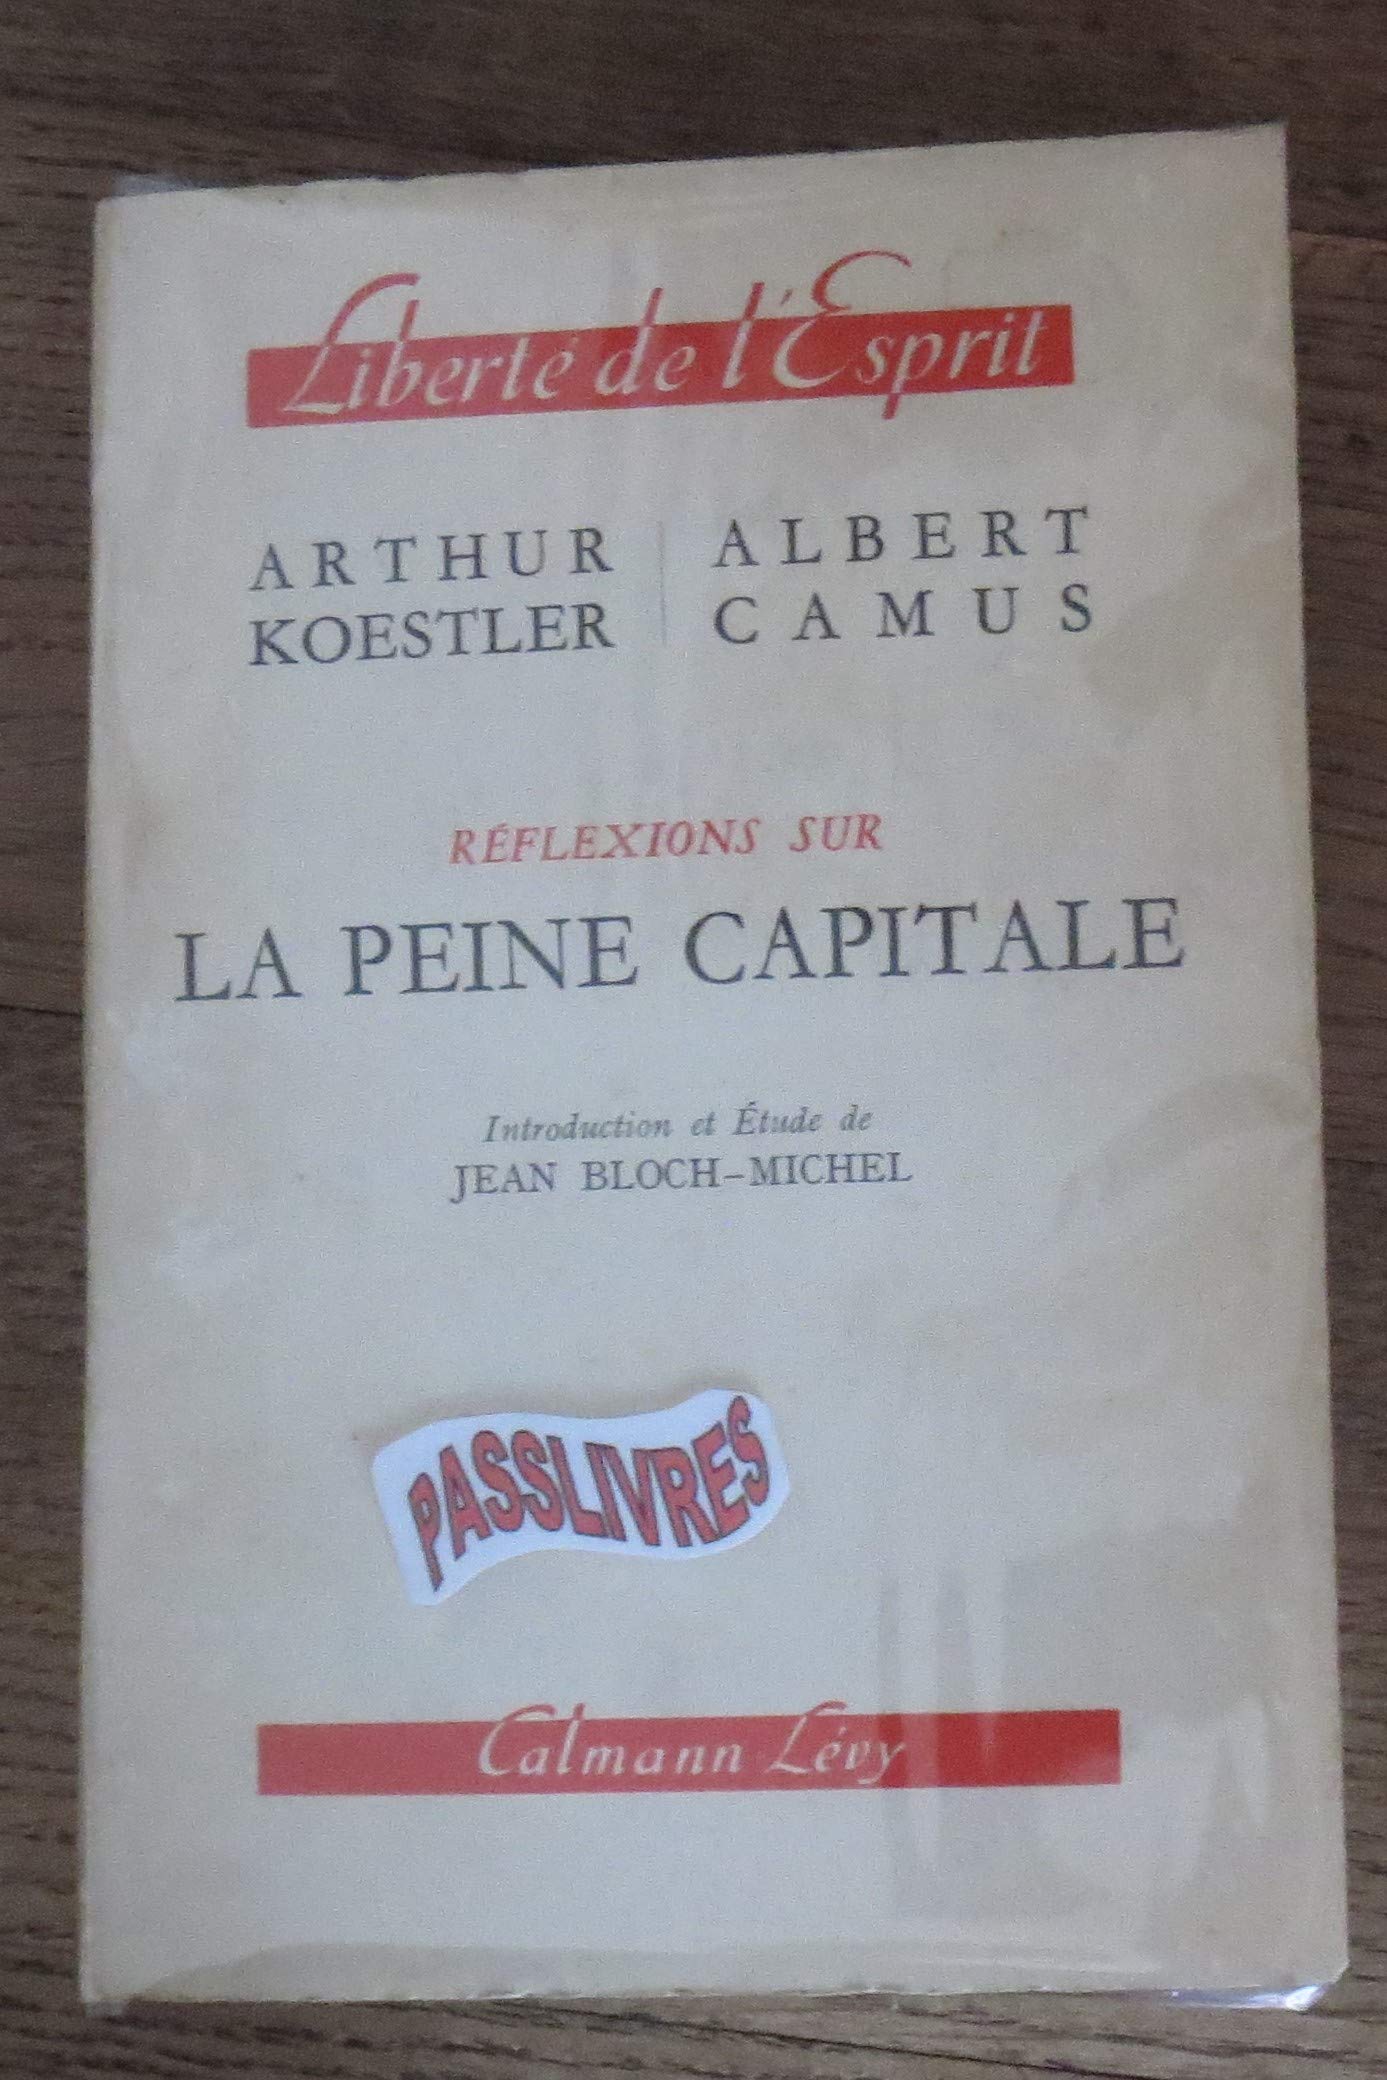 Liberté de l'Esprit
ARTHUR
KOESTLER
ALBERT
CAMUS
RÉFLEXIONS SUR
LA PEINE CAPITALE
Introduction et Étude de
JEAN BLOCH-MICHEL
PASSLIVRES
Calmann Lévy